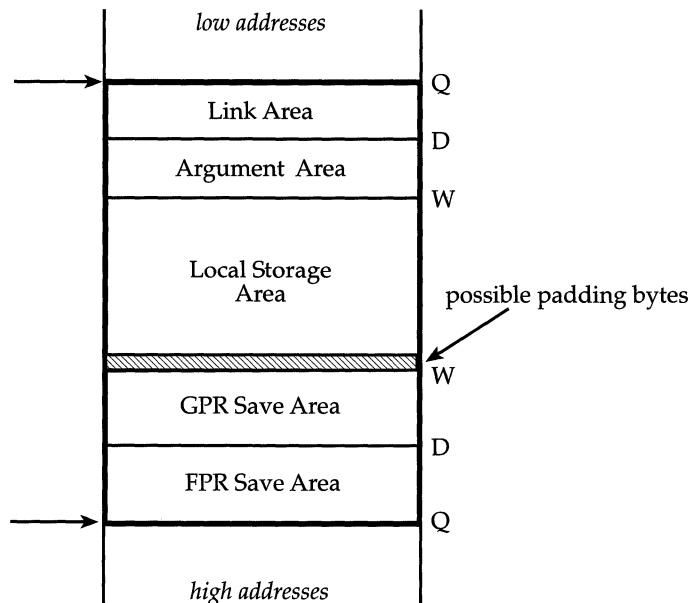 low addresses
Q
Link Area
D
Argument Area
W
Local Storage
Area
possible padding bytes
W
GPR Save Area
D
FPR Save Area
Q
high addresses